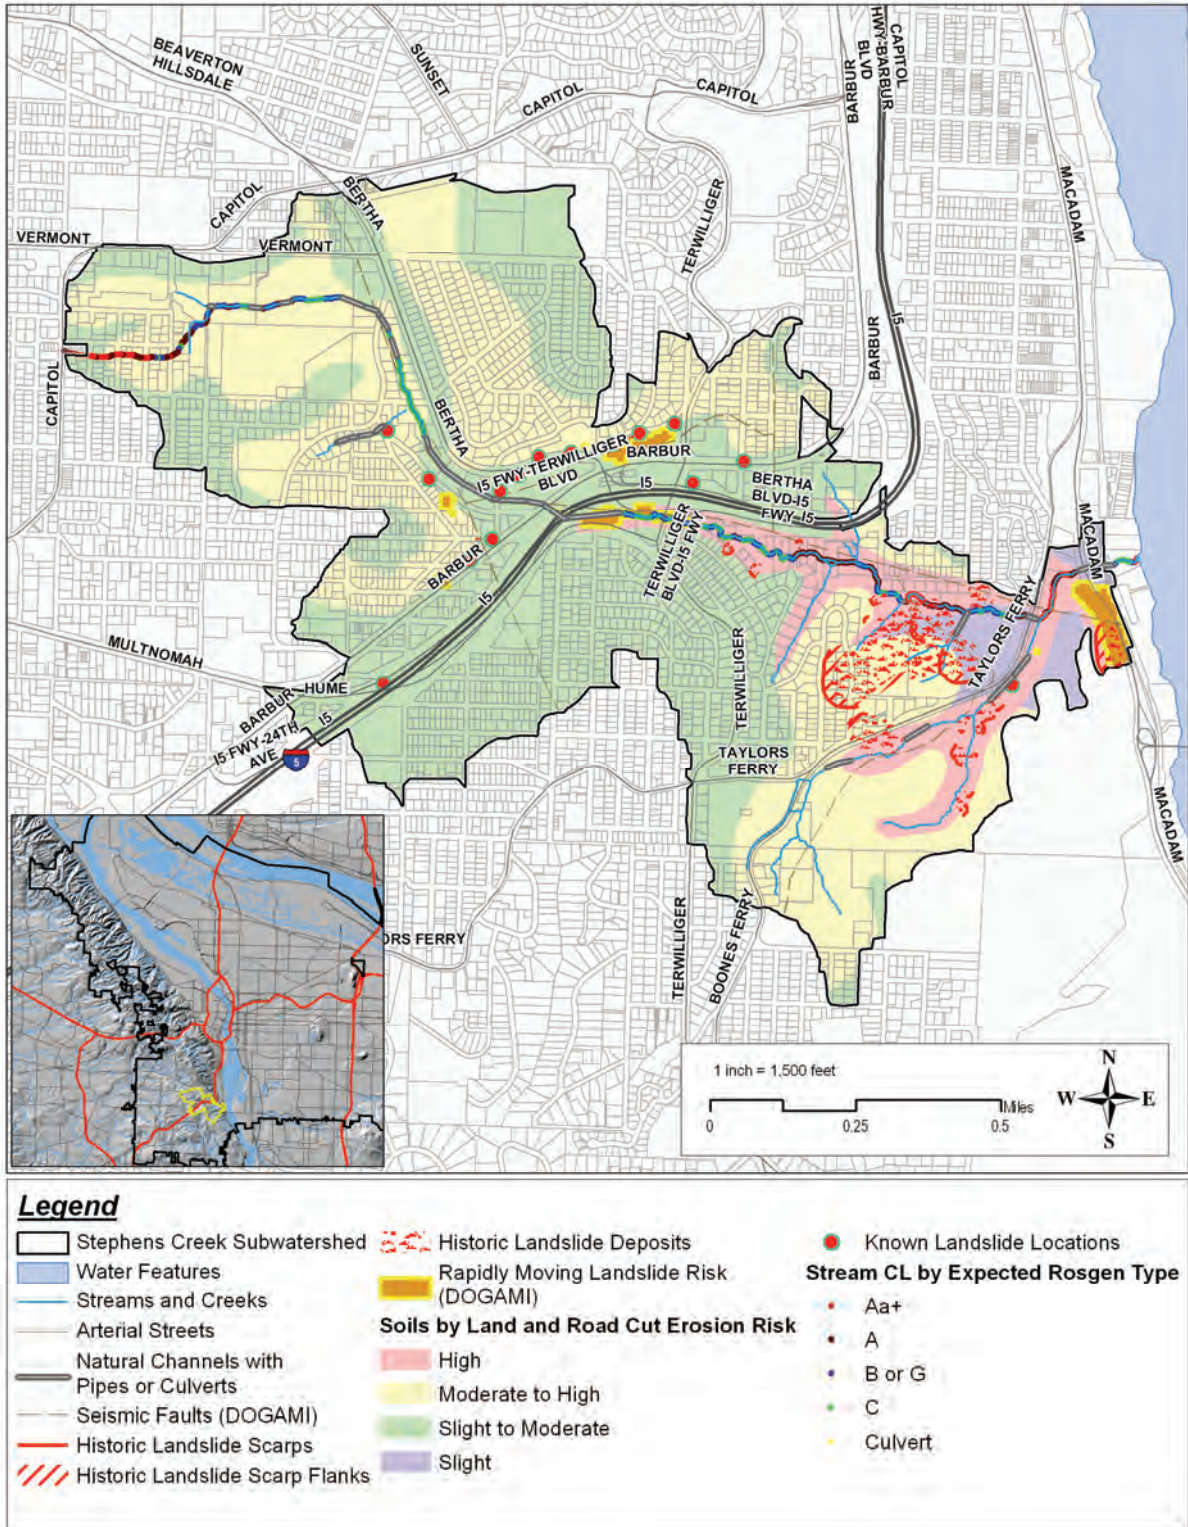 BEAVERTON
HILLSDALE
SUNSET
CAPITOL
CAPITOL
BARBUR
BLVD
CAPITOL
HWY-BARBUR
BLVD
MACADAM
CAPITOL
BERTHA
VERMONT
VERMONT
TERWILLIGER
BARBUR
I5
CAPITOL
BERTHA
I5 FWY-TERWILLIGER
BLVD
BARBUR
I5
BERTHA
BLVD-I5
FWY
I5
MACADAM
BARBUR
I5
TERWILLIGER
BLVD-I5 FWY
TAYLORS FERRY
MULTNOMAH
TERWILLIGER
BARBUR
HUME
I5 FWY-24TH
AVE
I5
5
TAYLORS
FERRY
MACADAM
ORS FERRY
TERWILLIGER
BOONES FERRY
1 inch = 1,500 feet
Miles
0
0.25
0.5
N
W
E
S
Legend
Stephens Creek Subwatershed
Water Features
Streams and Creeks
Arterial Streets
Natural Channels with
Pipes or Culverts
Seismic Faults (DOGAMI)
Historic Landslide Scarps
Historic Landslide Scarp Flanks
Historic Landslide Deposits
Rapidly Moving Landslide Risk
(DOGAMI)
Soils by Land and Road Cut Erosion Risk
High
Moderate to High
Slight to Moderate
Slight
Known Landslide Locations
Stream CL by Expected Rosgen Type
Aa+
A
B or G
C
Culvert